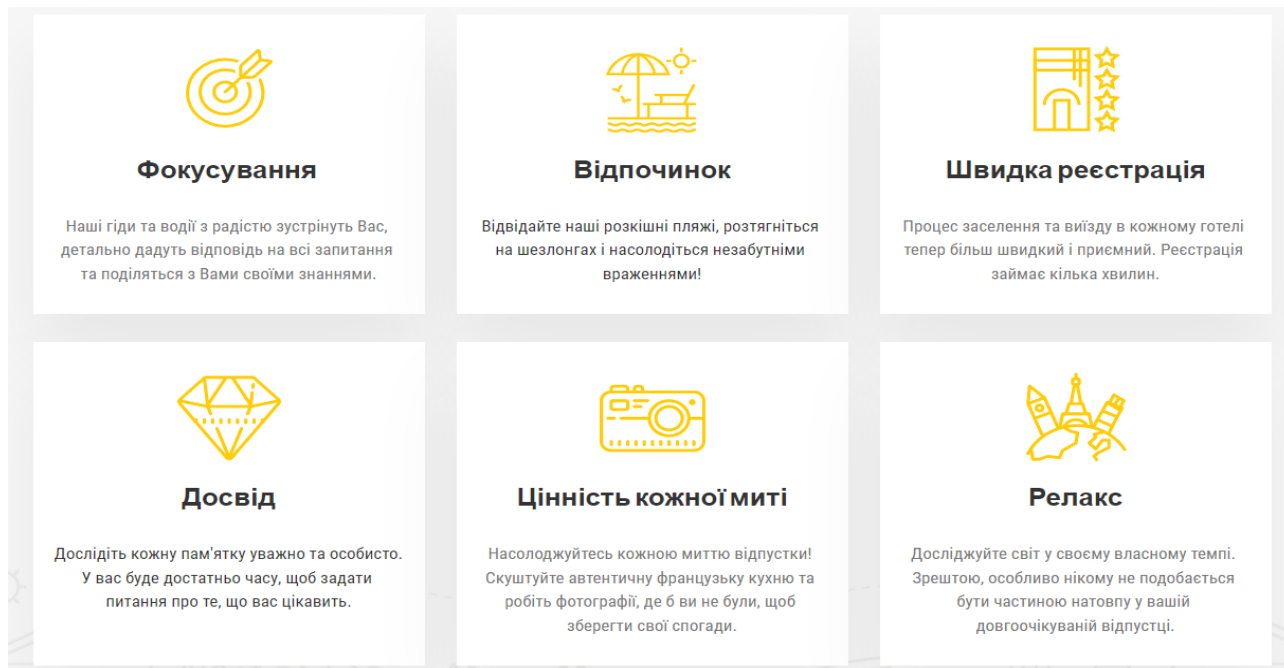 Фокусування
Наші гіди та водії з радістю зустрінуть Вас,
детально дадуть відповідь на всі запитання
та поділяться з Вами своїми знаннями.
Відпочинок
Відвідайте наші розкішні пляжі, розтягніться
на шезлонгах і насолодіться незабутніми
враженнями!
Швидка реєстрація
Процес заселення та виїзду в кожному готелі
тепер більш швидкий і приємний. Реєстрація
займає кілька хвилин.
Досвід
Дослідіть кожну пам'ятку уважно та особисто.
У вас буде достатньо часу, щоб задати
питання про те, що вас цікавить.
Цінність кожної миті
Насолоджуйтесь кожною миттю відпустки!
Скуштуйте автентичну французьку кухню та
робіть фотографії, де б ви не були, щоб
зберегти свої спогади.
Релакс
Досліджуйте світ у своєму власному темпі.
Зрештою, особливо нікому не подобається
бути частиною натовпу у вашій
довгоочікуваній відпустці.